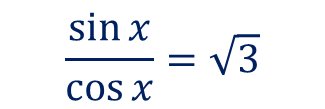 sin x / cos x = √3